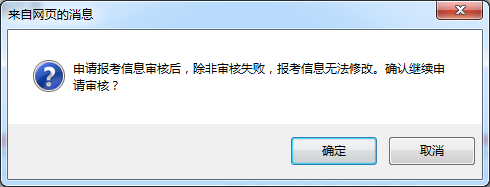 来自网页的消息
申请报考信息审核后，除非审核失败，报考信息无法修改。确认继续申
请审核？
确定
取消